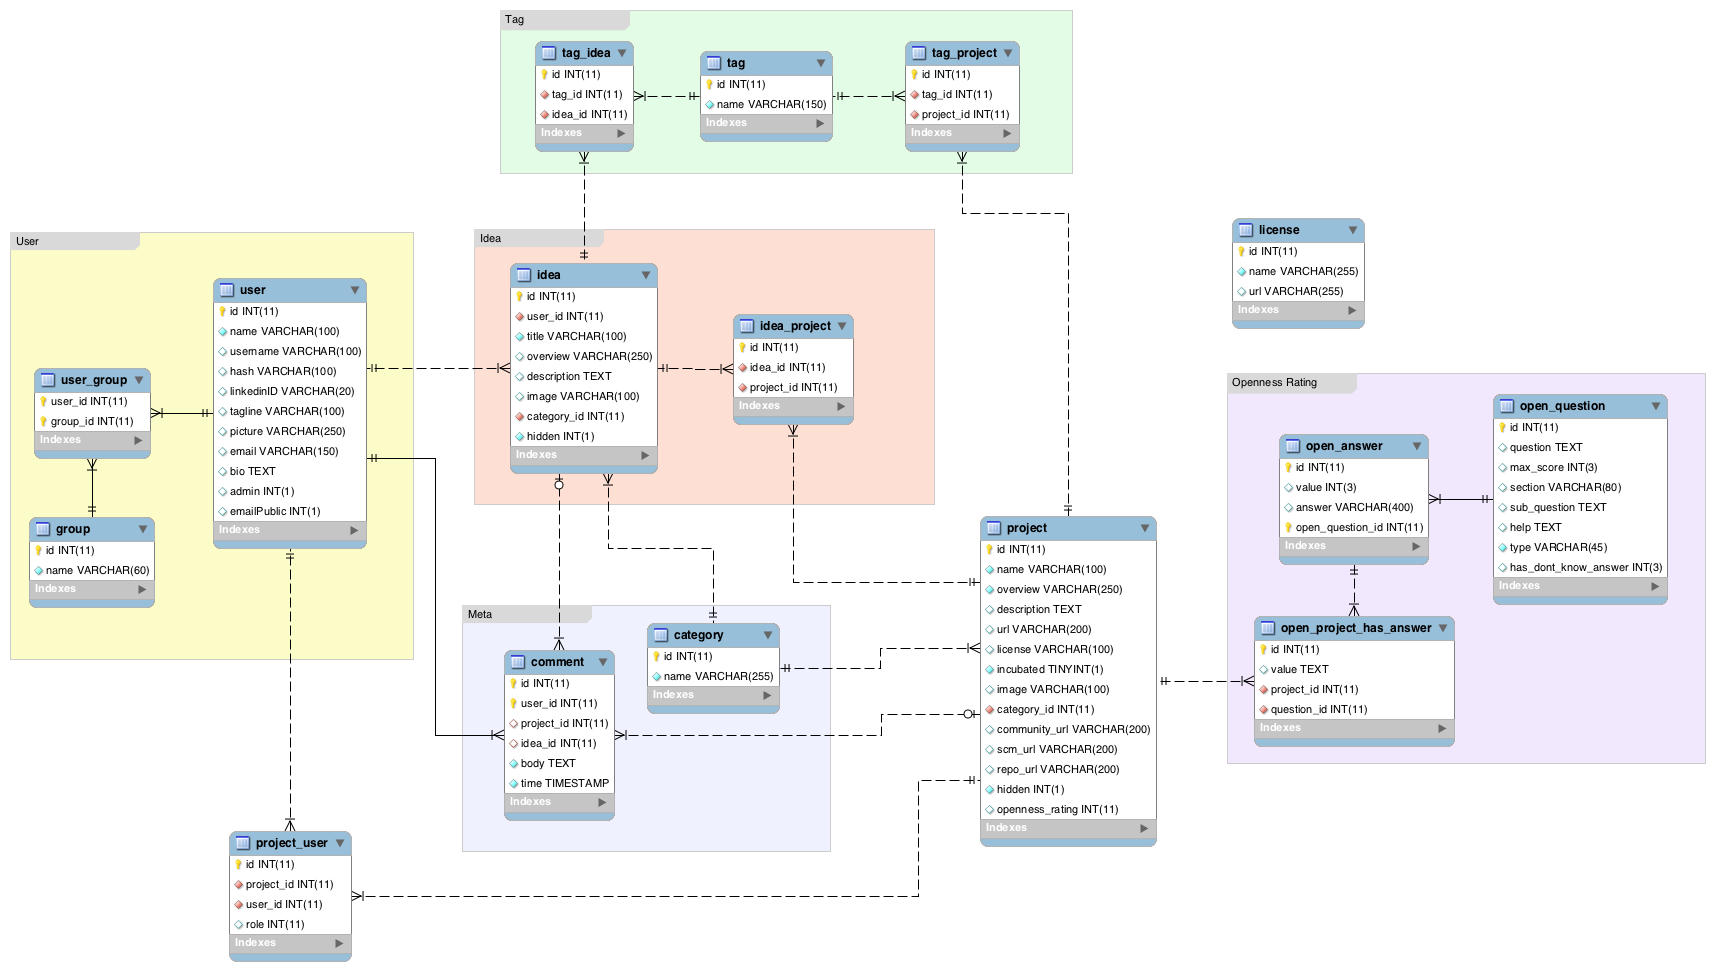 Tag
tag_idea
id INT(11)
tag_id INT(11)
idea_id INT(11)
Indexes
tag
id INT(11)
name VARCHAR(150)
Indexes
tag_project
id INT(11)
tag_id INT(11)
project_id INT(11)
Indexes
User
user
id INT(11)
name VARCHAR(100)
username VARCHAR(100)
hash VARCHAR(100)
linkedinID VARCHAR(20)
tagline VARCHAR(100)
picture VARCHAR(250)
email VARCHAR(150)
bio TEXT
admin INT(1)
emailPublic INT(1)
Indexes
user_group
user_id INT(11)
group_id INT(11)
Indexes
group
id INT(11)
name VARCHAR(60)
Indexes
Idea
idea
id INT(11)
user_id INT(11)
title VARCHAR(100)
overview VARCHAR(250)
description TEXT
image VARCHAR(100)
category_id INT(11)
hidden INT(1)
Indexes
idea_project
id INT(11)
idea_id INT(11)
project_id INT(11)
Indexes
license
id INT(11)
name VARCHAR(255)
url VARCHAR(255)
Indexes
Openness Rating
open_question
id INT(11)
question TEXT
max_score INT(3)
section VARCHAR(80)
sub_question TEXT
help TEXT
type VARCHAR(45)
has_dont_know_answer INT(3)
Indexes
open_answer
id INT(11)
value INT(3)
answer VARCHAR(400)
open_question_id INT(11)
Indexes
open_project_has_answer
id INT(11)
value TEXT
project_id INT(11)
question_id INT(11)
Indexes
project
id INT(11)
name VARCHAR(100)
overview VARCHAR(250)
description TEXT
url VARCHAR(200)
license VARCHAR(100)
incubated TINYINT(1)
image VARCHAR(100)
category_id INT(11)
community_url VARCHAR(200)
scm_url VARCHAR(200)
repo_url VARCHAR(200)
hidden INT(1)
openness_rating INT(11)
Indexes
Meta
category
id INT(11)
name VARCHAR(255)
Indexes
comment
id INT(11)
user_id INT(11)
project_id INT(11)
idea_id INT(11)
body TEXT
time TIMESTAMP
Indexes
project_user
id INT(11)
project_id INT(11)
user_id INT(11)
role INT(11)
Indexes